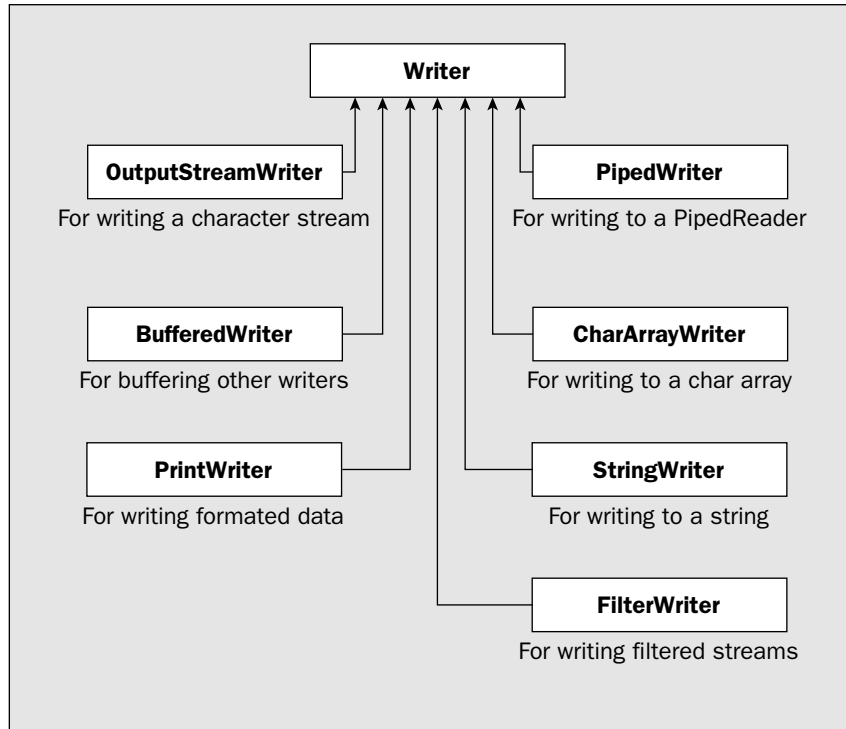 Writer
OutputStreamWriter
For writing a character stream
PipedWriter
For writing to a PipedReader
BufferedWriter
For buffering other writers
CharArrayWriter
For writing to a char array
PrintWriter
For writing formated data
StringWriter
For writing to a string
FilterWriter
For writing filtered streams